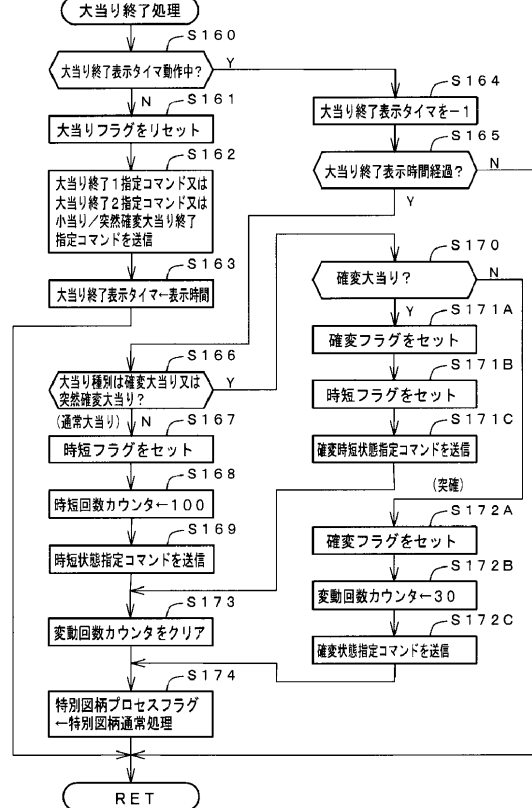 大当り終了処理
S160
大当り終了表示タイマ動作中?
Y
N
S161
大当りフラグをリセット
S162
大当り終了1指定コマンド又は
大当り終了2指定コマンド又は
小当り/突然確変大当り終了
指定コマンドを送信
S163
大当り終了表示タイマ←表示時間
S164
大当り終了表示タイマを-1
S165
大当り終了表示時間経過?
N
Y
S166
大当り種別は確変大当り又は
突然確変大当り?
Y
(通常大当り)
N
S167
時短フラグをセット
S168
時短回数カウンタ←100
S169
時短状態指定コマンドを送信
S170
確変大当り?
N
Y
S171A
確変フラグをセット
S171B
時短フラグをセット
S171C
確変時短状態指定コマンドを送信
(突確)
S172A
確変フラグをセット
S172B
変動回数カウンタ←30
S172C
確変状態指定コマンドを送信
S173
変動回数カウンタをクリア
S174
特別図柄プロセスフラグ
←特別図柄通常処理
RET